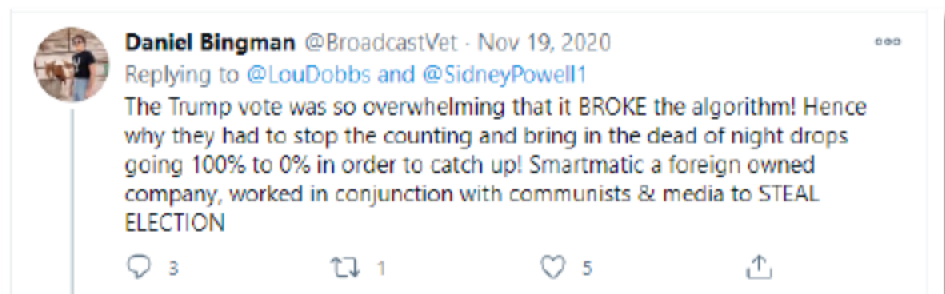 Daniel Bingman @BroadcastVet · Nov 19, 2020
Replying to @LouDobbs and @SidneyPowell1
The Trump vote was so overwhelming that it BROKE the algorithm! Hence
why they had to stop the counting and bring in the dead of night drops
going 100% to 0% in order to catch up! Smartmatic a foreign owned
company, worked in conjunction with communists & media to STEAL
ELECTION
3 1 5